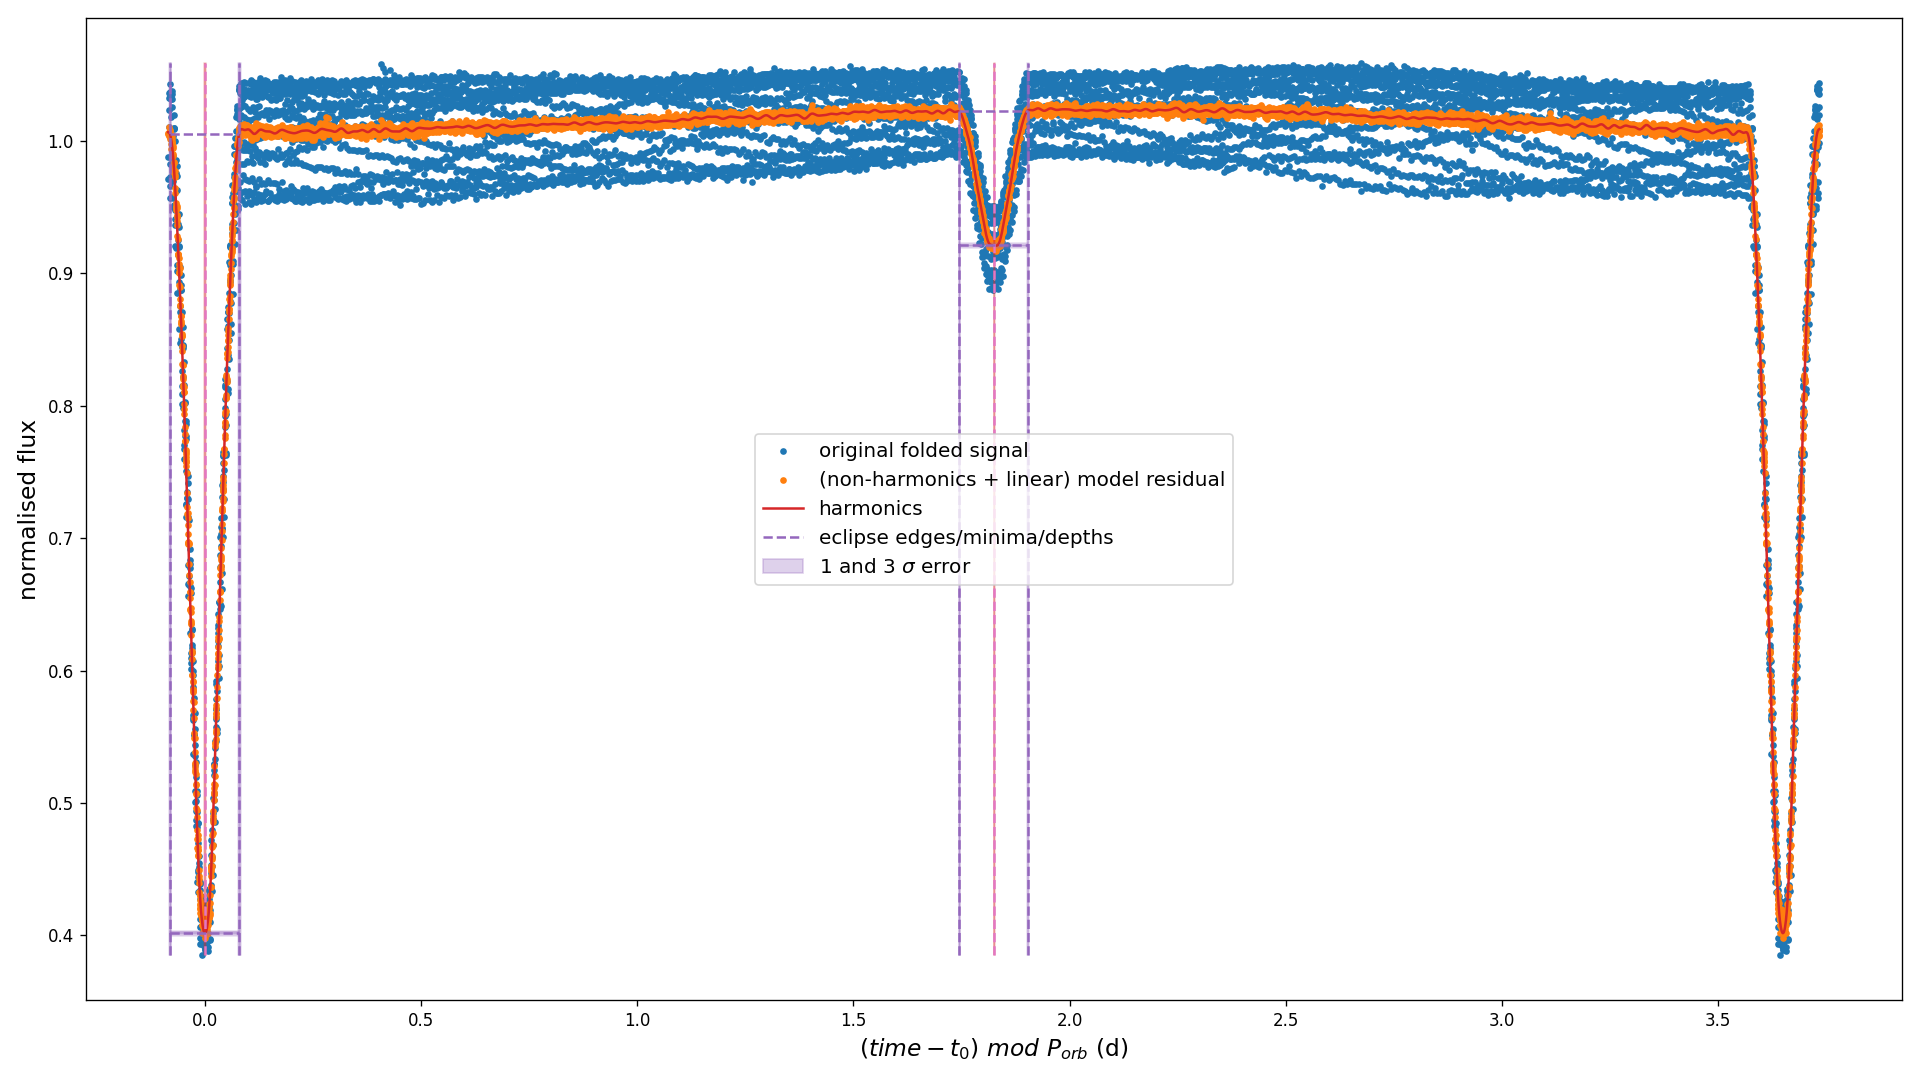 normalised flux
1.0
0.9
0.8
0.7
0.6
0.5
0.4
original folded signal
(non-harmonics + linear) model residual
harmonics
eclipse edges/minima/depths
1 and 3 σ error
0.0 0.5 1.0 1.5 2.0 2.5 3.0 3.5
(time − t₀) mod Pₒᵣb (d)